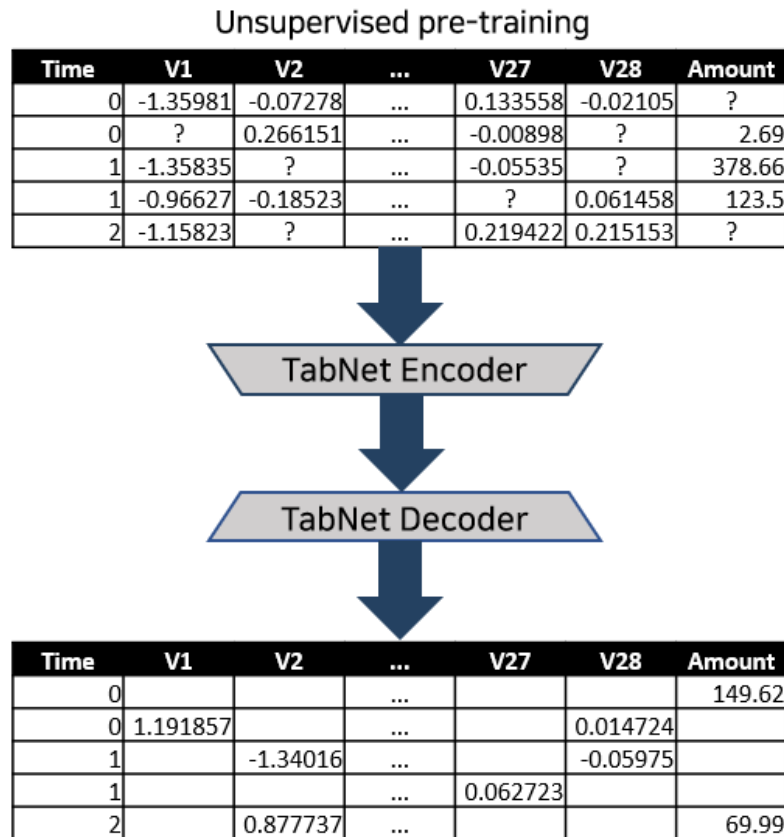 Unsupervised pre-training
Time V1 V2 ... V27 V28 Amount
0 -1.35981 -0.07278 ... 0.133558 -0.02105 ?
0 ? 0.266151 ... -0.00898 ? 2.69
1 -1.35835 ? ... -0.05535 ? 378.66
1 -0.96627 -0.18523 ... ? 0.061458 123.5
2 -1.15823 ? ... 0.219422 0.215153 ?
TabNet Encoder
TabNet Decoder
Time V1 V2 ... V27 V28 Amount
0 ... 149.62
0 1.191857 ... 0.014724
1 -1.34016 ... -0.05975
1 ... 0.062723
2 0.877737 ... 69.99